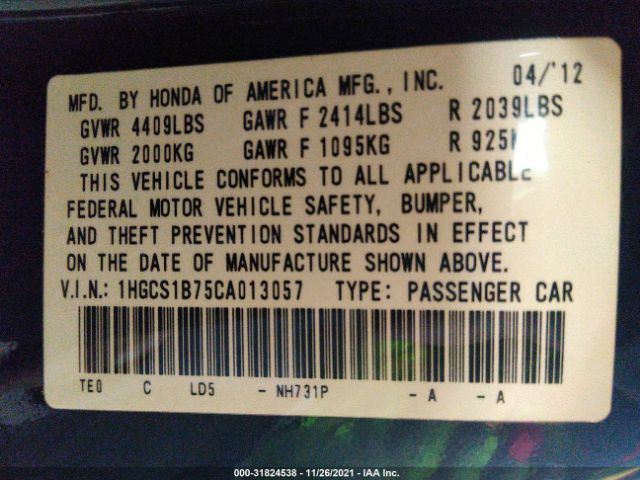 MFD. BY HONDA OF AMERICA MFG., INC. 04/'12
GVWR 4409LBS GAWR F 2414LBS R 2039LBS
GVWR 2000KG GAWR F 1095KG R 925K
THIS VEHICLE CONFORMS TO ALL APPLICABLE
FEDERAL MOTOR VEHICLE SAFETY, BUMPER,
AND THEFT PREVENTION STANDARDS IN EFFECT
ON THE DATE OF MANUFACTURE SHOWN ABOVE.
V.I.N.: 1HGCS1B75CA013057 TYPE: PASSENGER CAR
TE0 C LD5 - NH731P - A - A
000-31824538 - 11/26/2021 - IAA Inc.